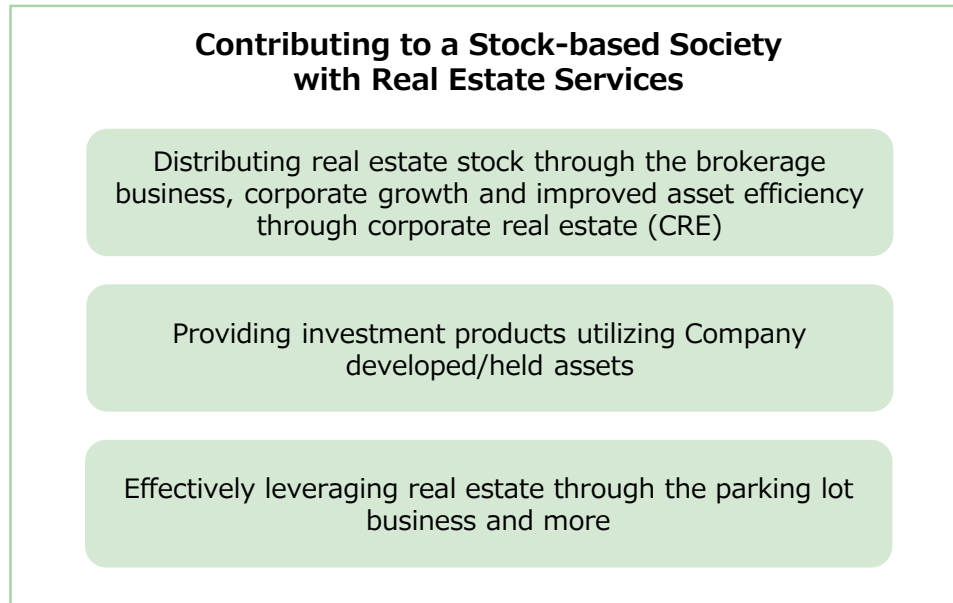 Contributing to a Stock-based Society
with Real Estate Services
Distributing real estate stock through the brokerage
business, corporate growth and improved asset efficiency
through corporate real estate (CRE)
Providing investment products utilizing Company
developed/held assets
Effectively leveraging real estate through the parking lot
business and more